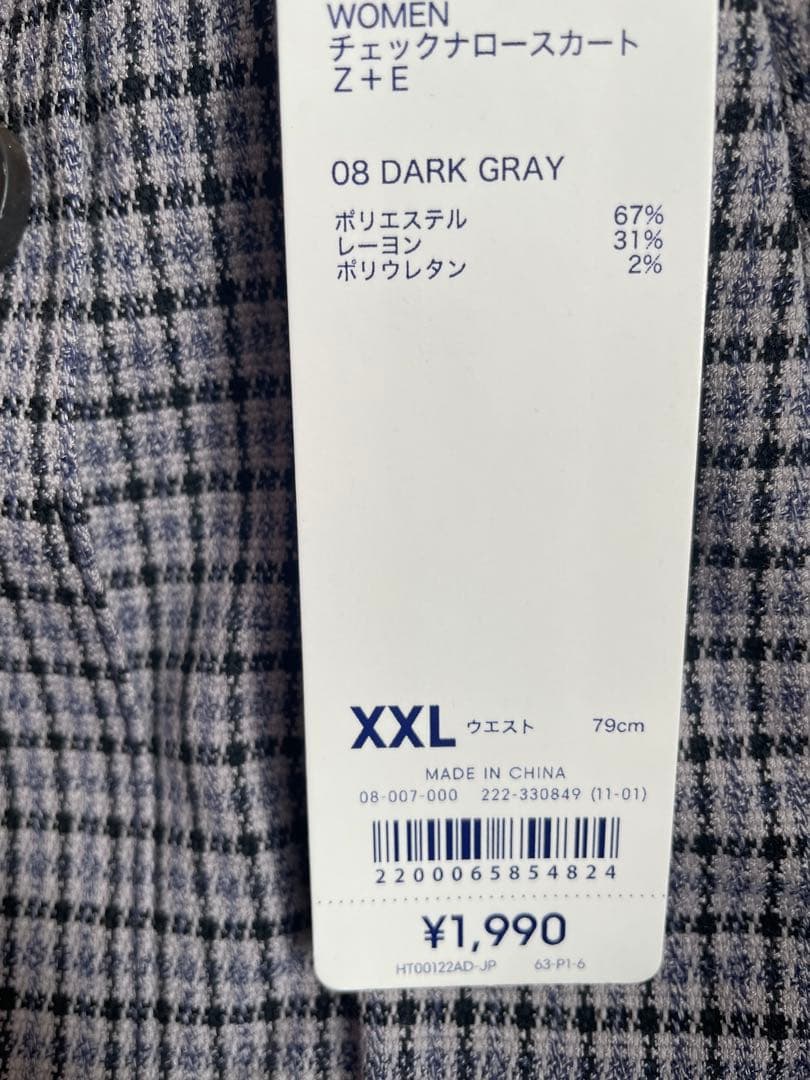 WOMEN
チェックナロースカート
Z+E
08 DARK GRAY
ポリエステル 67%
レーヨン 31%
ポリウレタン 2%
XXL ウエスト 79cm
MADE IN CHINA
08-007-000 222-330849 (11-01)
2200065854824
¥1,990
HT00122AD-JP 63-P1-6